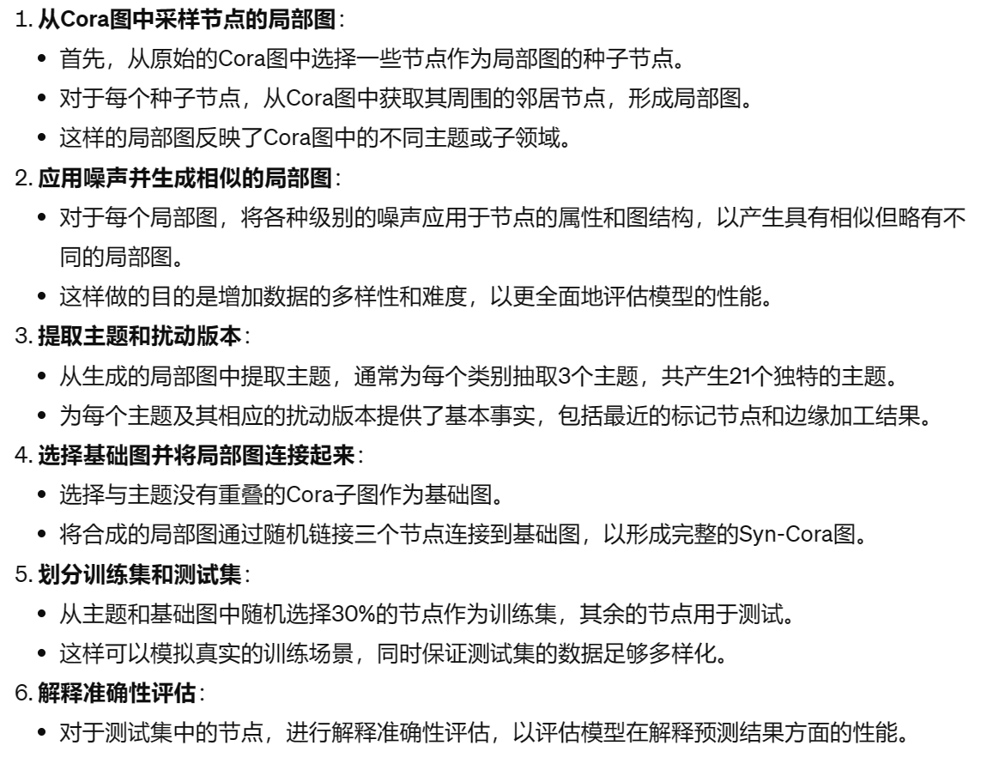 1. 从Cora图中采样节点的局部图：
• 首先，从原始的Cora图中选择一些节点作为局部图的种子节点。
• 对于每个种子节点，从Cora图中获取其周围的邻居节点，形成局部图。
• 这样的局部图反映了Cora图中的不同主题或子领域。
2. 应用噪声并生成相似的局部图：
• 对于每个局部图，将各种级别的噪声应用于节点的属性和图结构，以产生具有相似但略有不
同的局部图。
• 这样做的目的是增加数据的多样性和难度，以更全面地评估模型的性能。
3. 提取主题和扰动版本：
• 从生成的局部图中提取主题，通常为每个类别抽取3个主题，共产生21个独特的主题。
• 为每个主题及其相应的扰动版本提供了基本事实，包括最近的标记节点和边缘加工结果。
4. 选择基础图并将局部图连接起来：
• 选择与主题没有重叠的Cora子图作为基础图。
• 将合成的局部图通过随机链接三个节点连接到基础图，以形成完整的Syn-Cora图。
5. 划分训练集和测试集：
• 从主题和基础图中随机选择30%的节点作为训练集，其余的节点用于测试。
• 这样可以模拟真实的训练场景，同时保证测试集的数据足够多样化。
6. 解释准确性评估：
• 对于测试集中的节点，进行解释准确性评估，以评估模型在解释预测结果方面的性能。